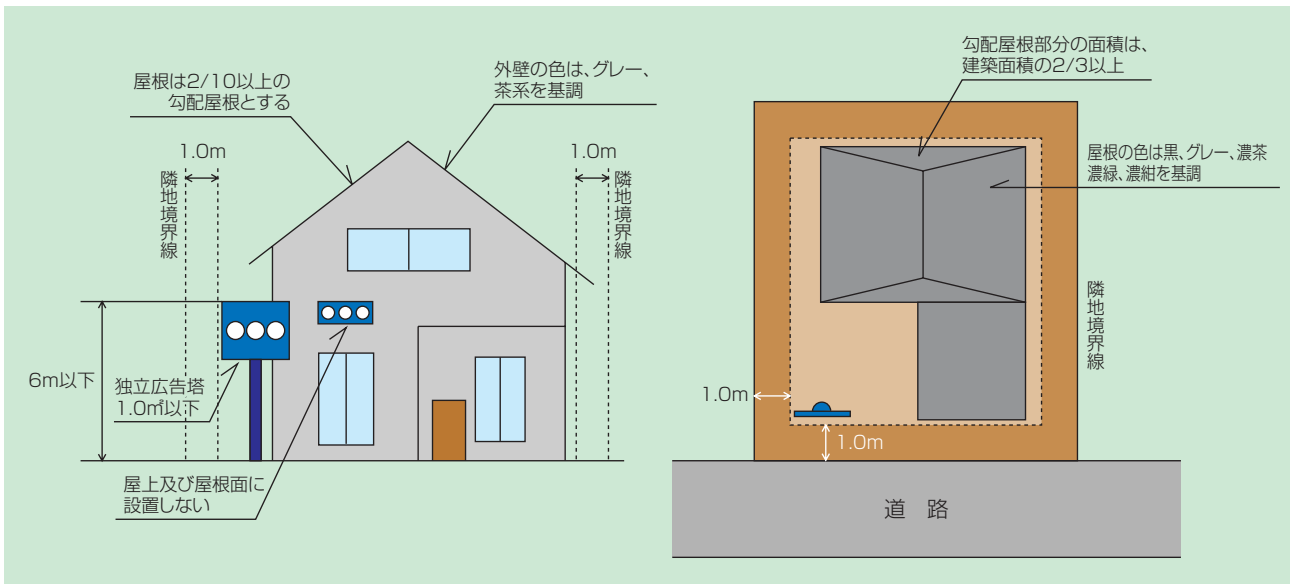 屋根は2/10以上の
勾配屋根とする
外壁の色は、グレー、
茶系を基調
1.0m
隣地境界線
1.0m
隣地境界線
6m以下
独立広告塔
1.0㎡以下
屋上及び屋根面に
設置しない
勾配屋根部分の面積は、
建築面積の2/3以上
屋根の色は黒、グレー、濃茶
濃緑、濃紺を基調
隣地境界線
1.0m
1.0m
道 路